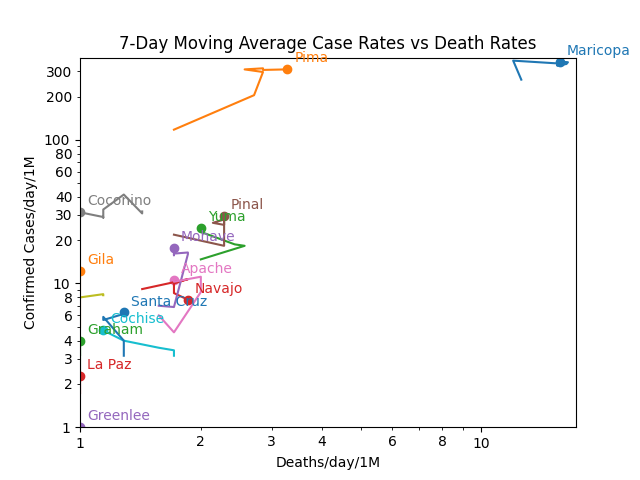 7-Day Moving Average Case Rates vs Death Rates
Maricopa
Pima
300
200
100
80
60
Coconino
40
Pinal
30
Yuma
20
Mohave
Gila
Apache
10
Navajo
8
Santa Cruz
6
Cochise
Graham
4
3
La Paz
2
Greenlee
1
1
2
3
4
6
8
10
Confirmed Cases/day/1M
Deaths/day/1M